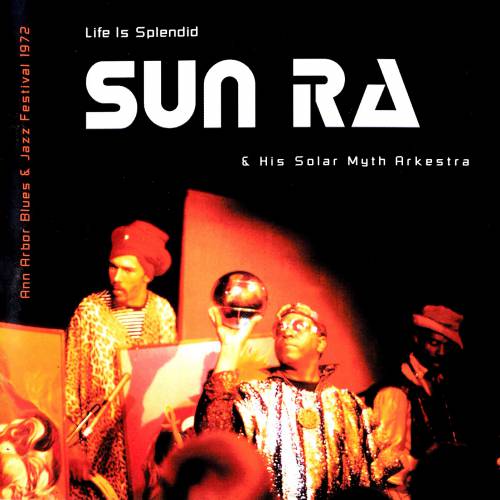 Life Is Splendid
SUN RA
& His Solar Myth Arkestra
Ann Arbor Blues & Jazz Festival 1972